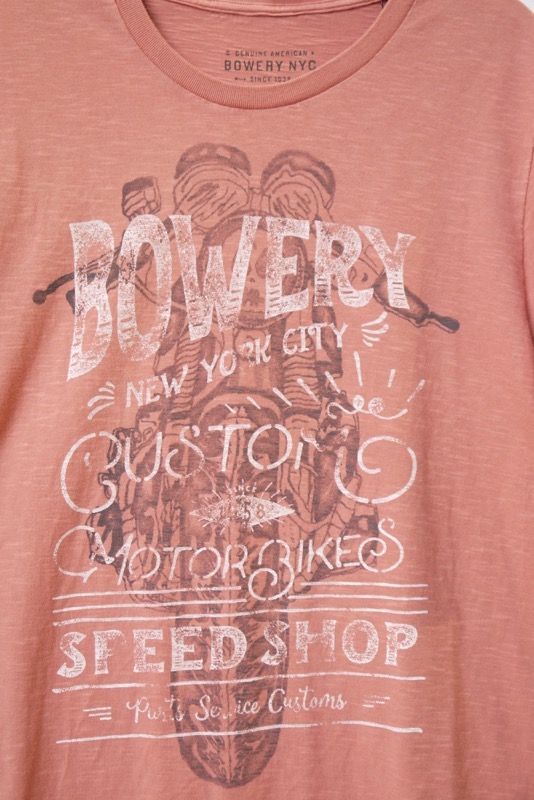 GENUINE AMERICAN
BOWERY NYC
BOWERY
NEW YORK CITY
CUSTOM
SINCE
MOTORBIKES
SPEED SHOP
Parts Service Customs